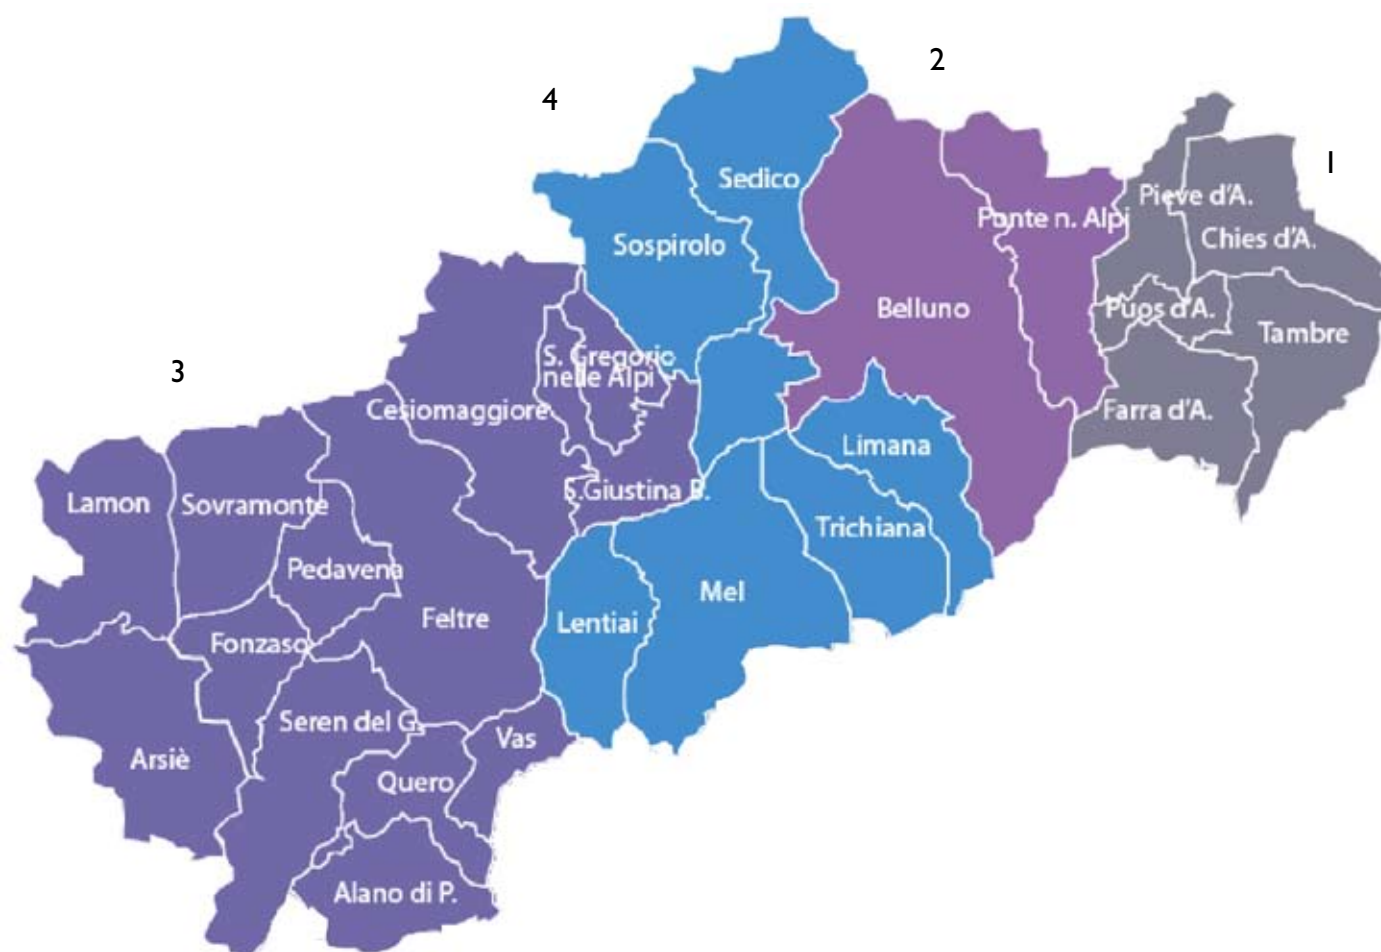 2
4
1
Sedico
Pieve d'A.
Ponte n. Alpi
Chies d'A.
Sospirolo
Belluno
Puos d'A.
Tambre
S. Gregorio
nelle Alpi
3
Cesiomaggiore
Farra d'A.
Limana
S.Giustina B.
Lamon
Sovramonte
Trichiana
Pedavena
Mel
Feltre
Lentiai
Fonzaso
Seren del G.
Vas
Arsiè
Quero
Alano di P.